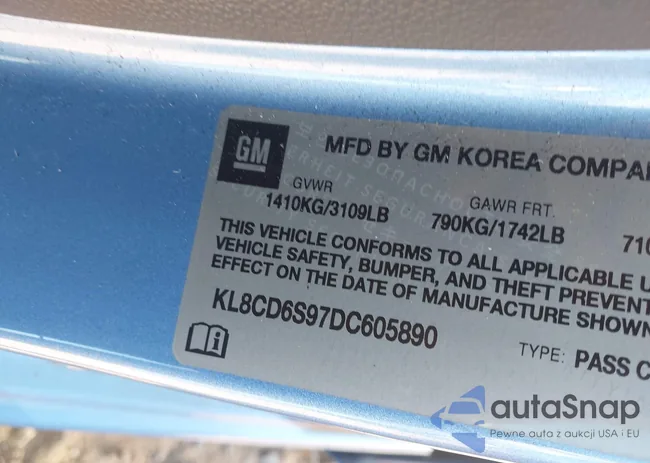 GM
MFD BY GM KOREA COMPA
GVWR
GAWR FRT.
1410KG/3109LB
790KG/1742LB
710
THIS VEHICLE CONFORMS TO ALL APPLICABLE U
VEHICLE SAFETY, BUMPER, AND THEFT PREVENT
EFFECT ON THE DATE OF MANUFACTURE SHOWN
KL8CD6S97DC605890
TYPE: PASS C
autaSnap
Pewne auta z aukcji USA i EU